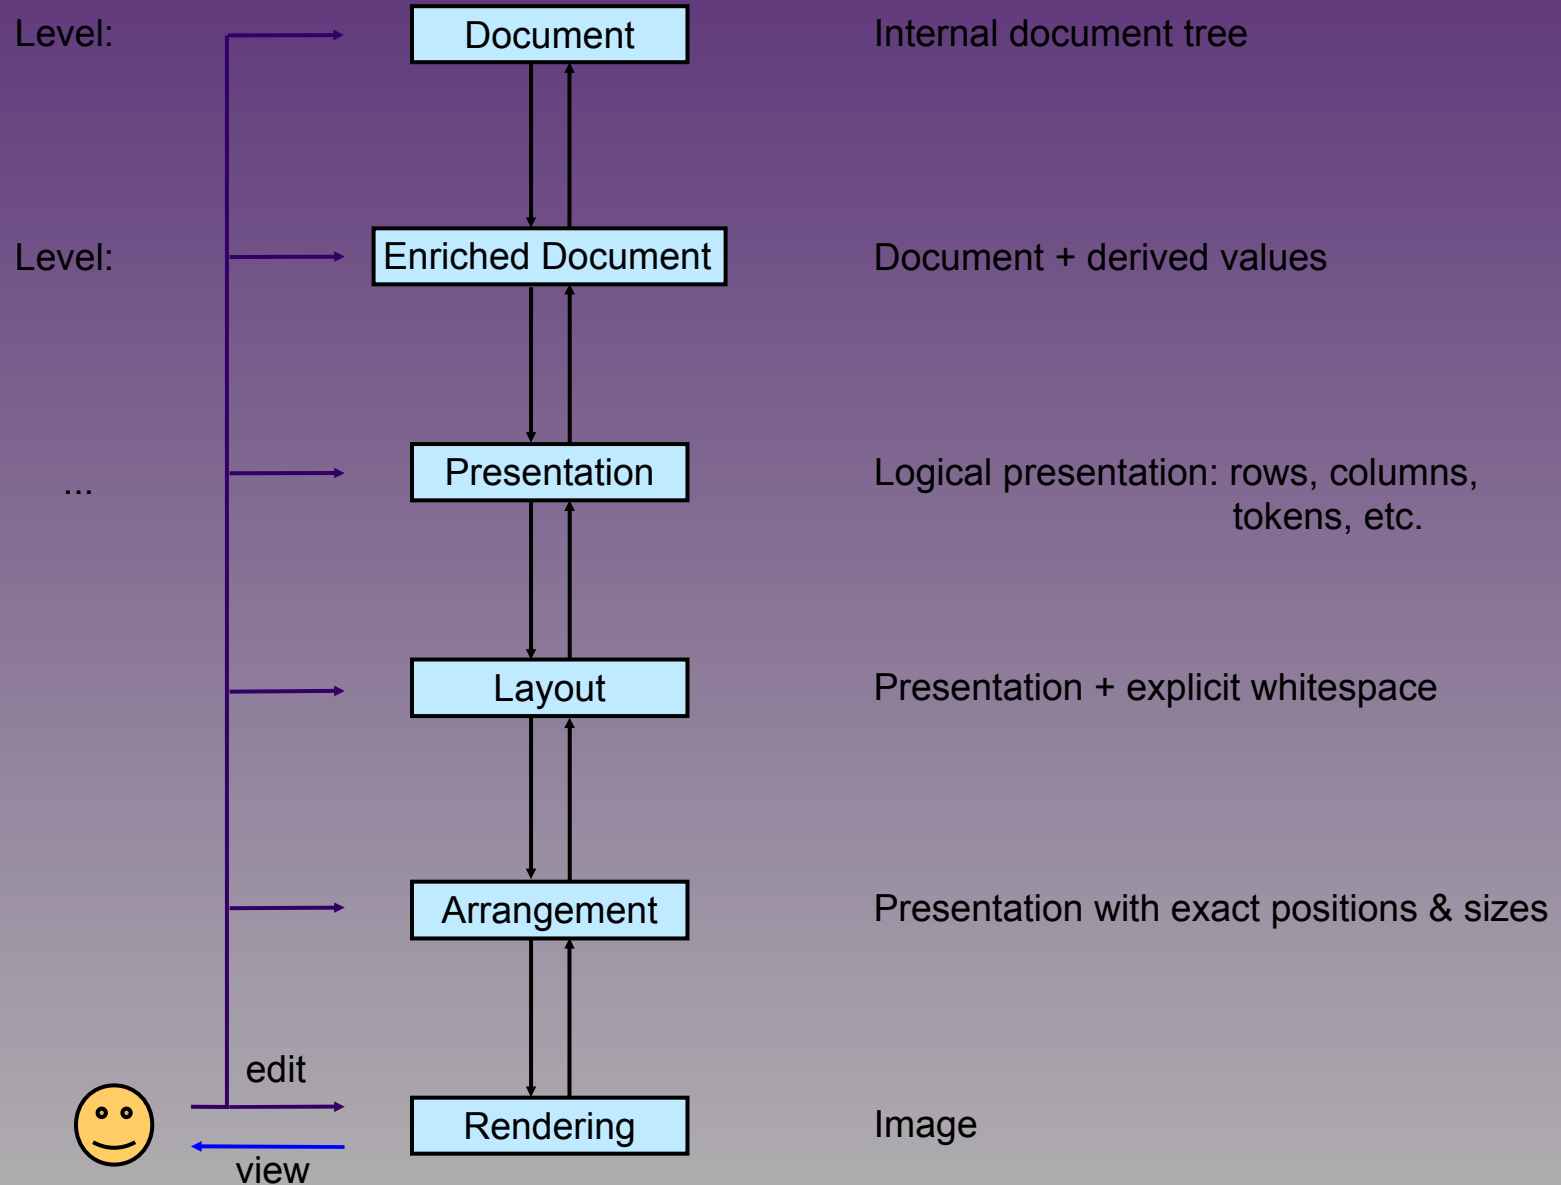 Level:
Document
Internal document tree
Level:
Enriched Document
Document + derived values
...
Presentation
Logical presentation: rows, columns,
tokens, etc.
Layout
Presentation + explicit whitespace
Arrangement
Presentation with exact positions & sizes
edit
Rendering
Image
view